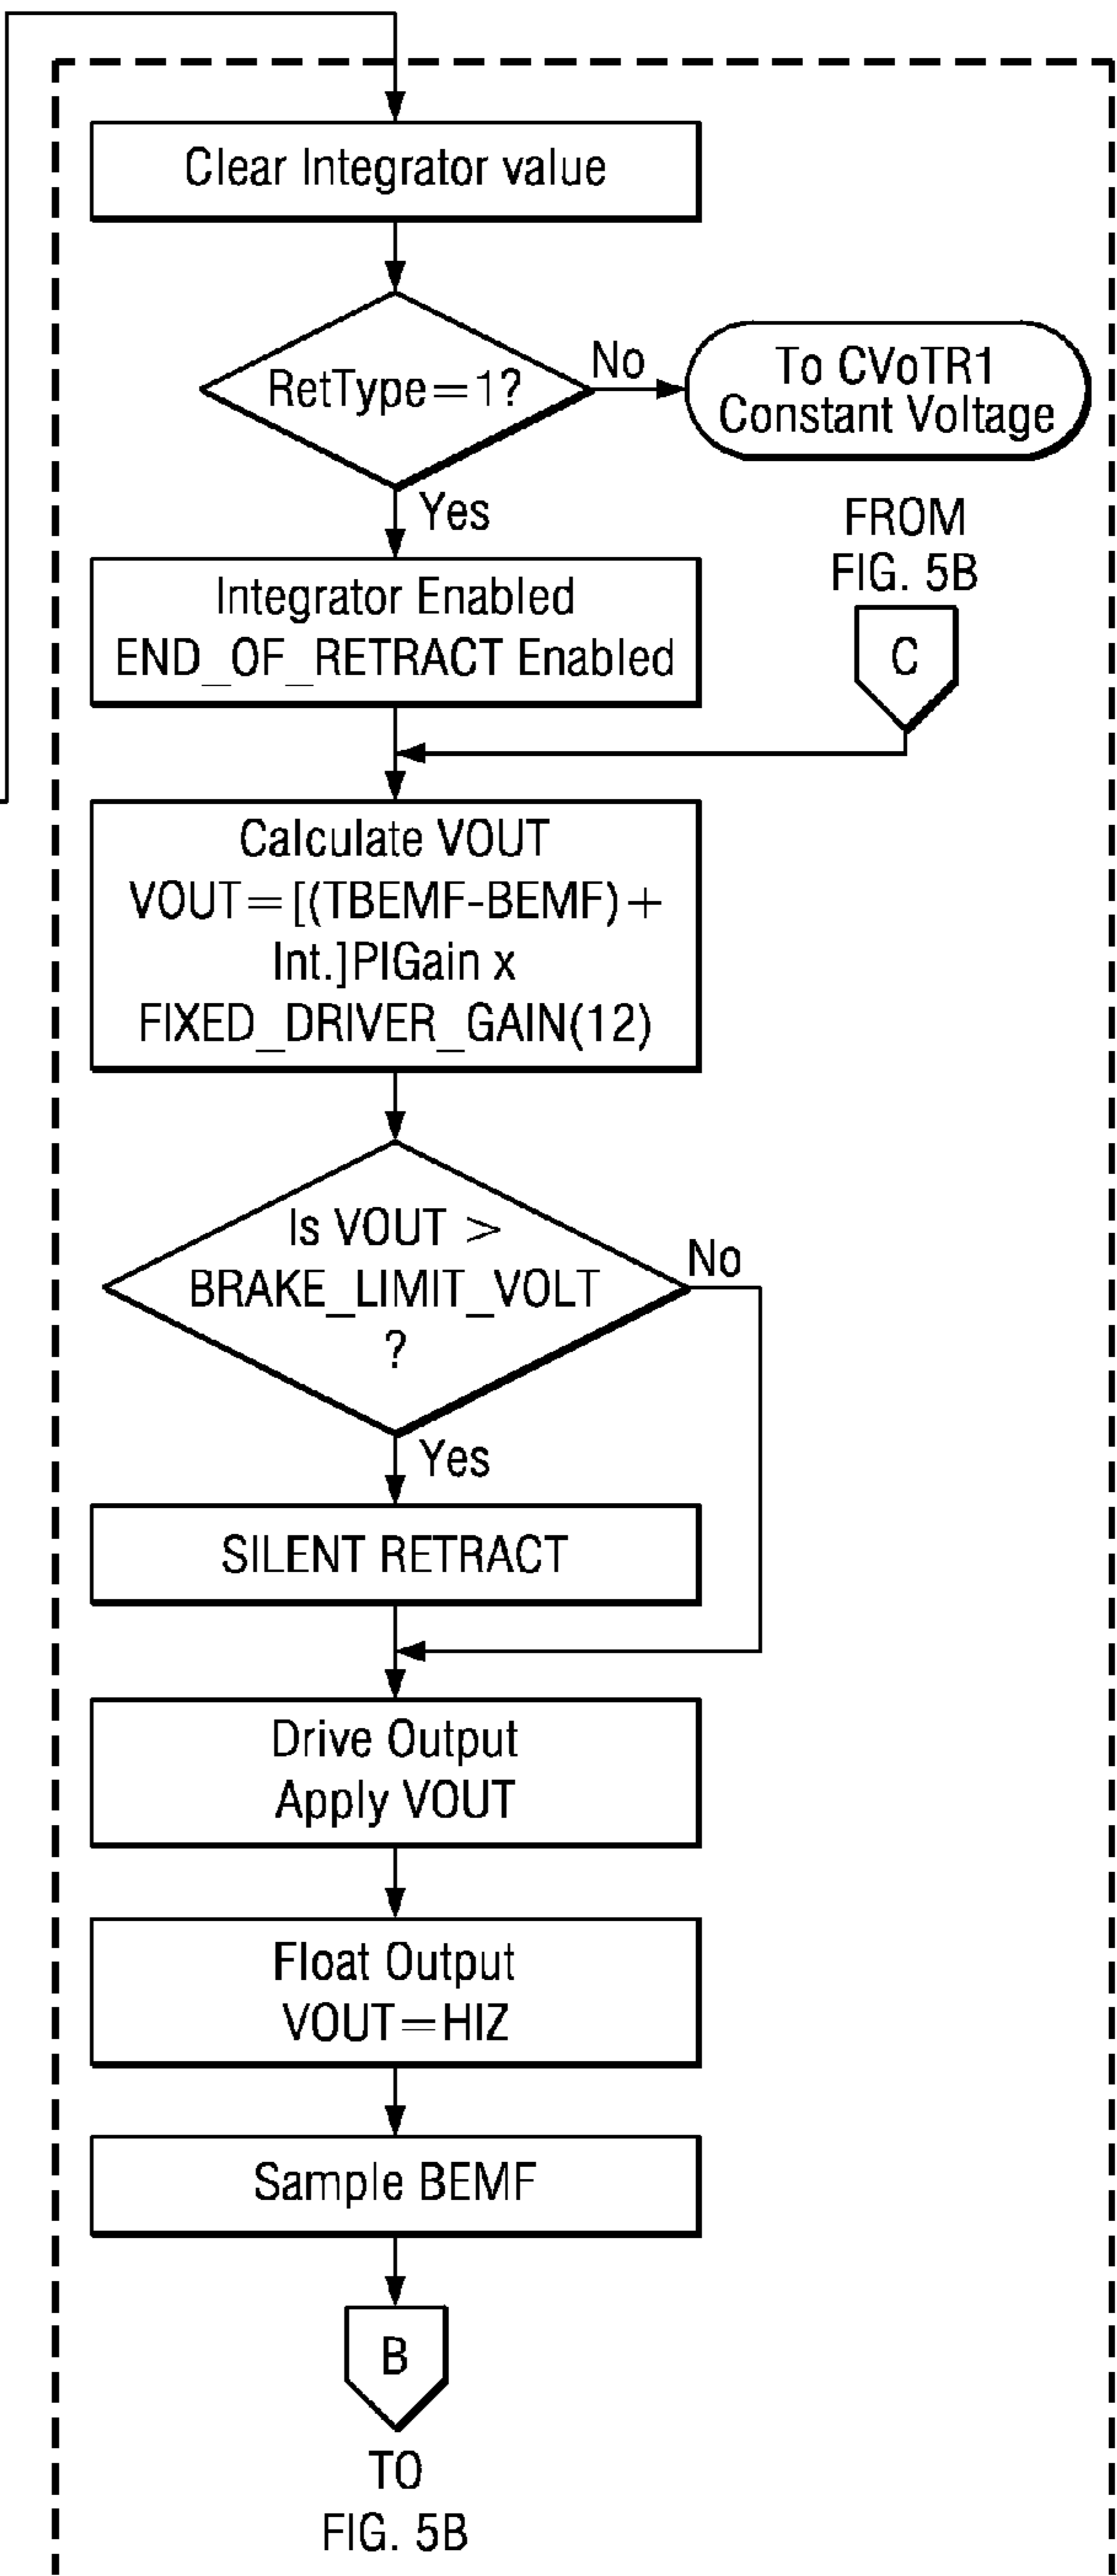 Clear Integrator value
RetType=1?
No
To CVoTR1
Constant Voltage
Yes
Integrator Enabled
END_OF_RETRACT Enabled
FROM
FIG. 5B
C
Calculate VOUT
VOUT=[(TBEMF-BEMF)+
Int.]PIGain x
FIXED_DRIVER_GAIN(12)
Is VOUT >
BRAKE_LIMIT_VOLT
?
No
Yes
SILENT RETRACT
Drive Output
Apply VOUT
Float Output
VOUT=HIZ
Sample BEMF
B
TO
FIG. 5B